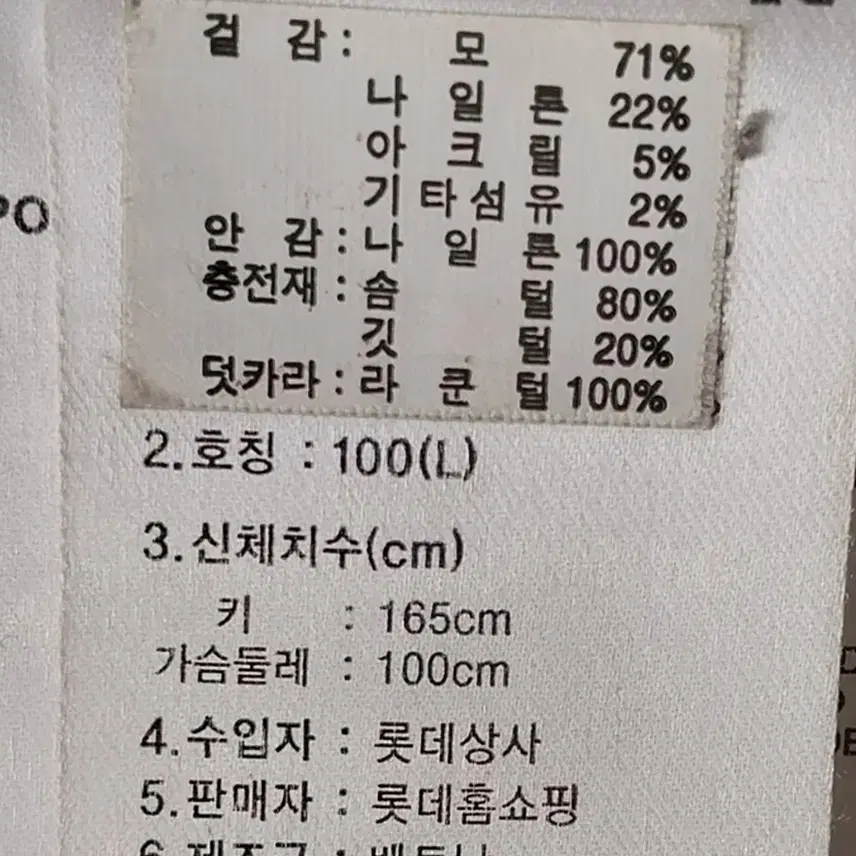 걸 감 : 모 71%
나 일 론 22%
아 크 릴 5%
기 타 섬 유 2%
안 감 : 나 일 론 100%
충전재 : 솜 털 80%
깃 털 20%
덧카라 : 라 쿤 털 100%
2.호칭 : 100(L)
3.신체치수(cm)
키 : 165cm
가슴둘레 : 100cm
4.수입자 : 롯데상사
5.판매자 : 롯데홈쇼핑
PO